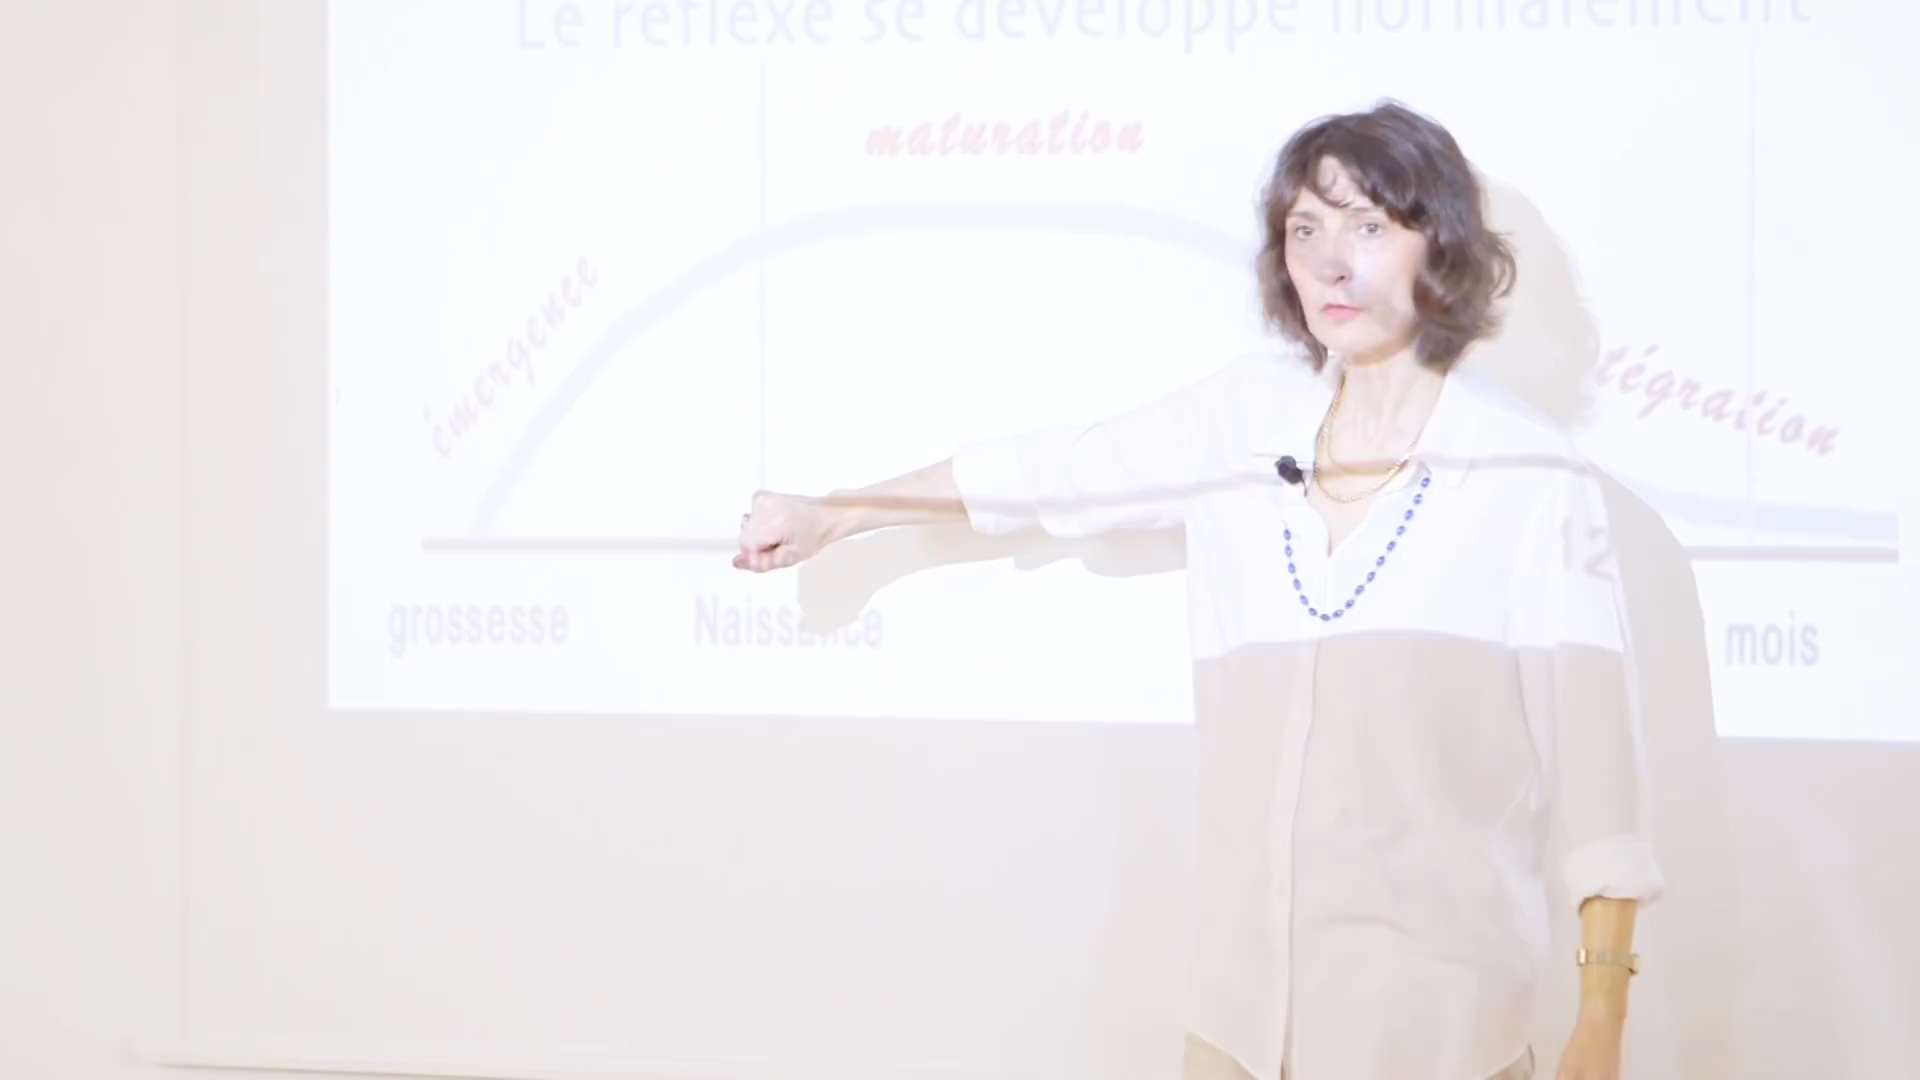 Le réflexe se développe normalement
maturation
émergence
tégration
12
grossesse
Naissance
mois